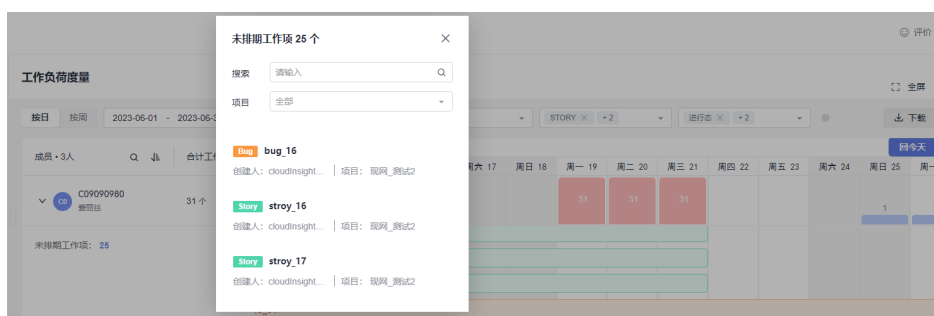 未排期工作项 25 个
评价
搜索 请输入
工作负荷度量
全屏
项目 全部
按日 按周 2023-06-01 - 2023-06-3
STORY × +2 进行态 × +2
下载
回今天
成员•3人 合计工作
Bug bug_16
创建人: cloudInsight... 项目: 现网_测试2
周六 17 周日 18 周一 19 周二 20 周三 21 周四 22 周五 23 周六 24 周日 25 周一
C0 C09090980
爱丽丝
31 个
31 31 31
1
Story stroy_16
创建人: cloudInsight... 项目: 现网_测试2
未排期工作项: 25
Story stroy_17
创建人: cloudInsight... 项目: 现网_测试2